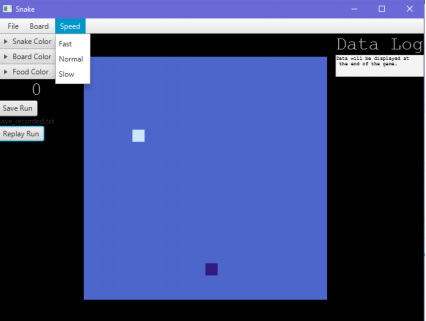 Snake
File Board Speed
Fast
Normal
Slow
Snake Color
Board Color
Food Color
0
Save Run
save_recorded.txt
Replay Run
Data Log
Data will be displayed at
the end of the game.